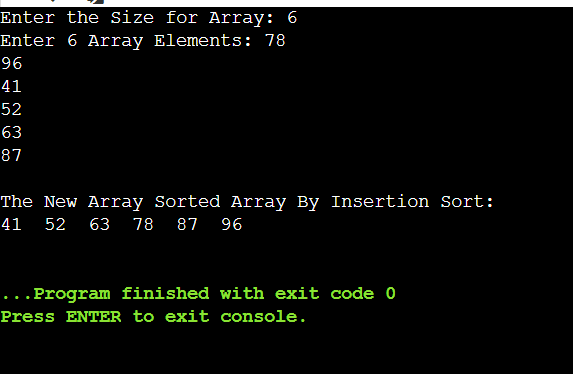 Enter the Size for Array: 6
Enter 6 Array Elements: 78
96
41
52
63
87
The New Array Sorted Array By Insertion Sort:
41  52  63  78  87  96
...Program finished with exit code 0
Press ENTER to exit console.